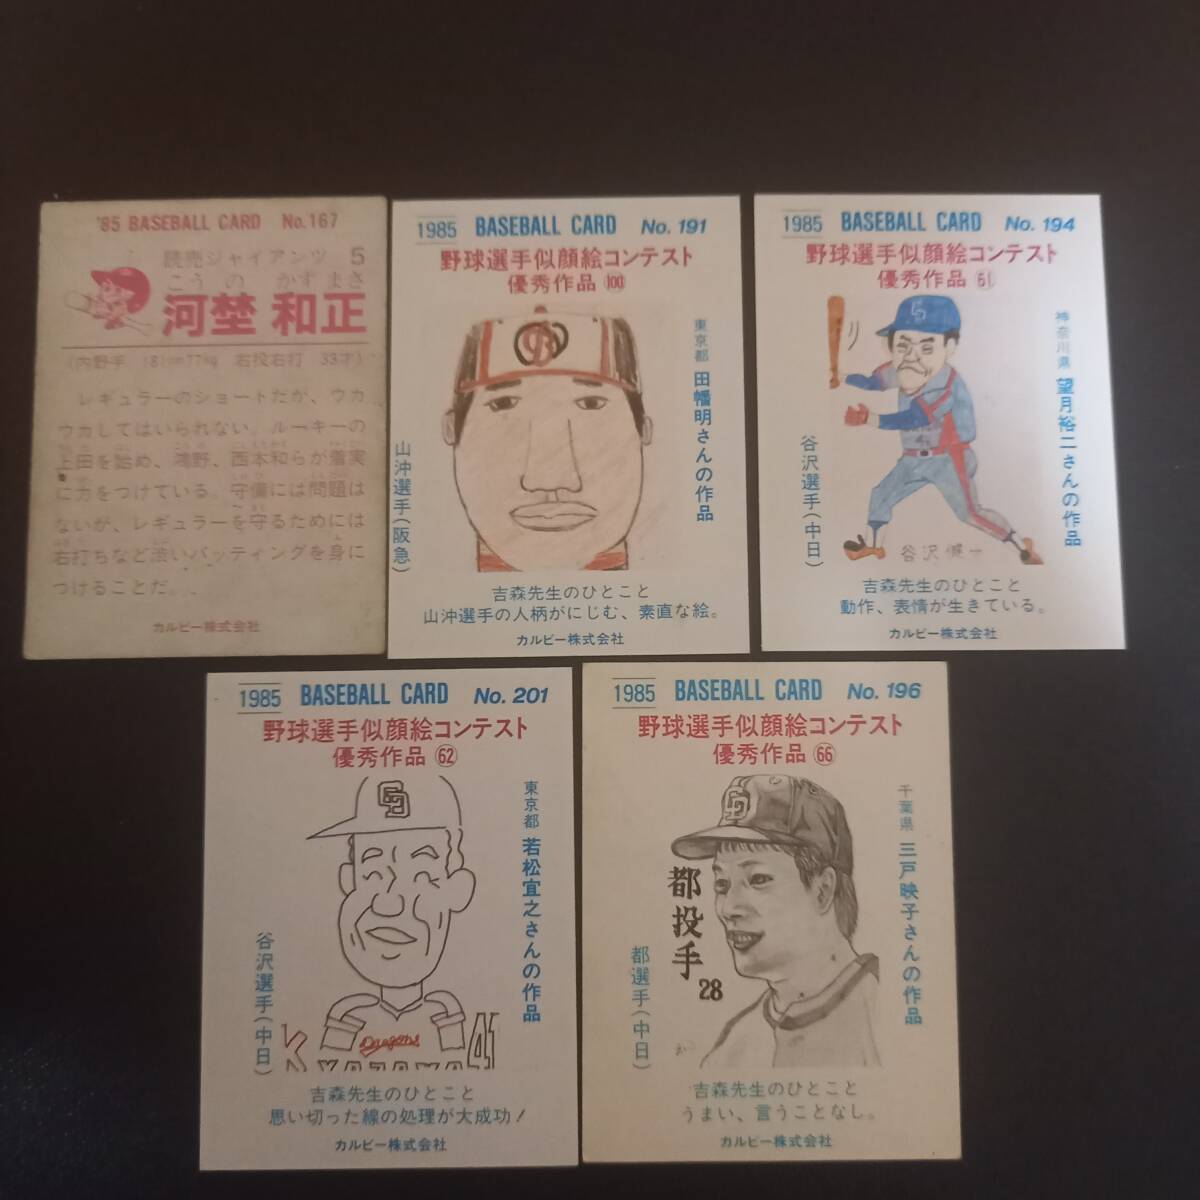 '85 BASEBALL CARD No.167
読売ジャイアンツ 5
こうの かずまさ
河埜 和正
(内野手 181cm77kg 右投右打 33才)
レギュラーのショートだが、ウカ
ウカしてはいられない。ルーキーの
上田を始め、鴻野、西本和らが着実
に力をつけている。守備には問題は
ないが、レギュラーを守るためには
右打ちなど渋いバッティングを身に
つけることだ。
カルビー株式会社
1985 BASEBALL CARD No. 191
野球選手似顔絵コンテスト
優秀作品 100
東京都 田幡明さんの作品
山沖選手(阪急)
吉森先生のひとこと
山沖選手の人柄がにじむ、素直な絵。
カルビー株式会社
1985 BASEBALL CARD No. 194
野球選手似顔絵コンテスト
優秀作品 61
神奈川県 望月裕二さんの作品
谷沢選手(中日)
CD
谷沢健一
吉森先生のひとこと
動作、表情が生きている。
カルビー株式会社
1985 BASEBALL CARD No. 201
野球選手似顔絵コンテスト
優秀作品 62
東京都 若松宜之さんの作品
谷沢選手(中日)
CD
Dragons
41
吉森先生のひとこと
思い切った線の処理が大成功!
カルビー株式会社
1985 BASEBALL CARD No. 196
野球選手似顔絵コンテスト
優秀作品 66
千葉県 三戸映子さんの作品
都選手(中日)
CD
都投手
28
吉森先生のひとこと
うまい、言うことなし。
カルビー株式会社